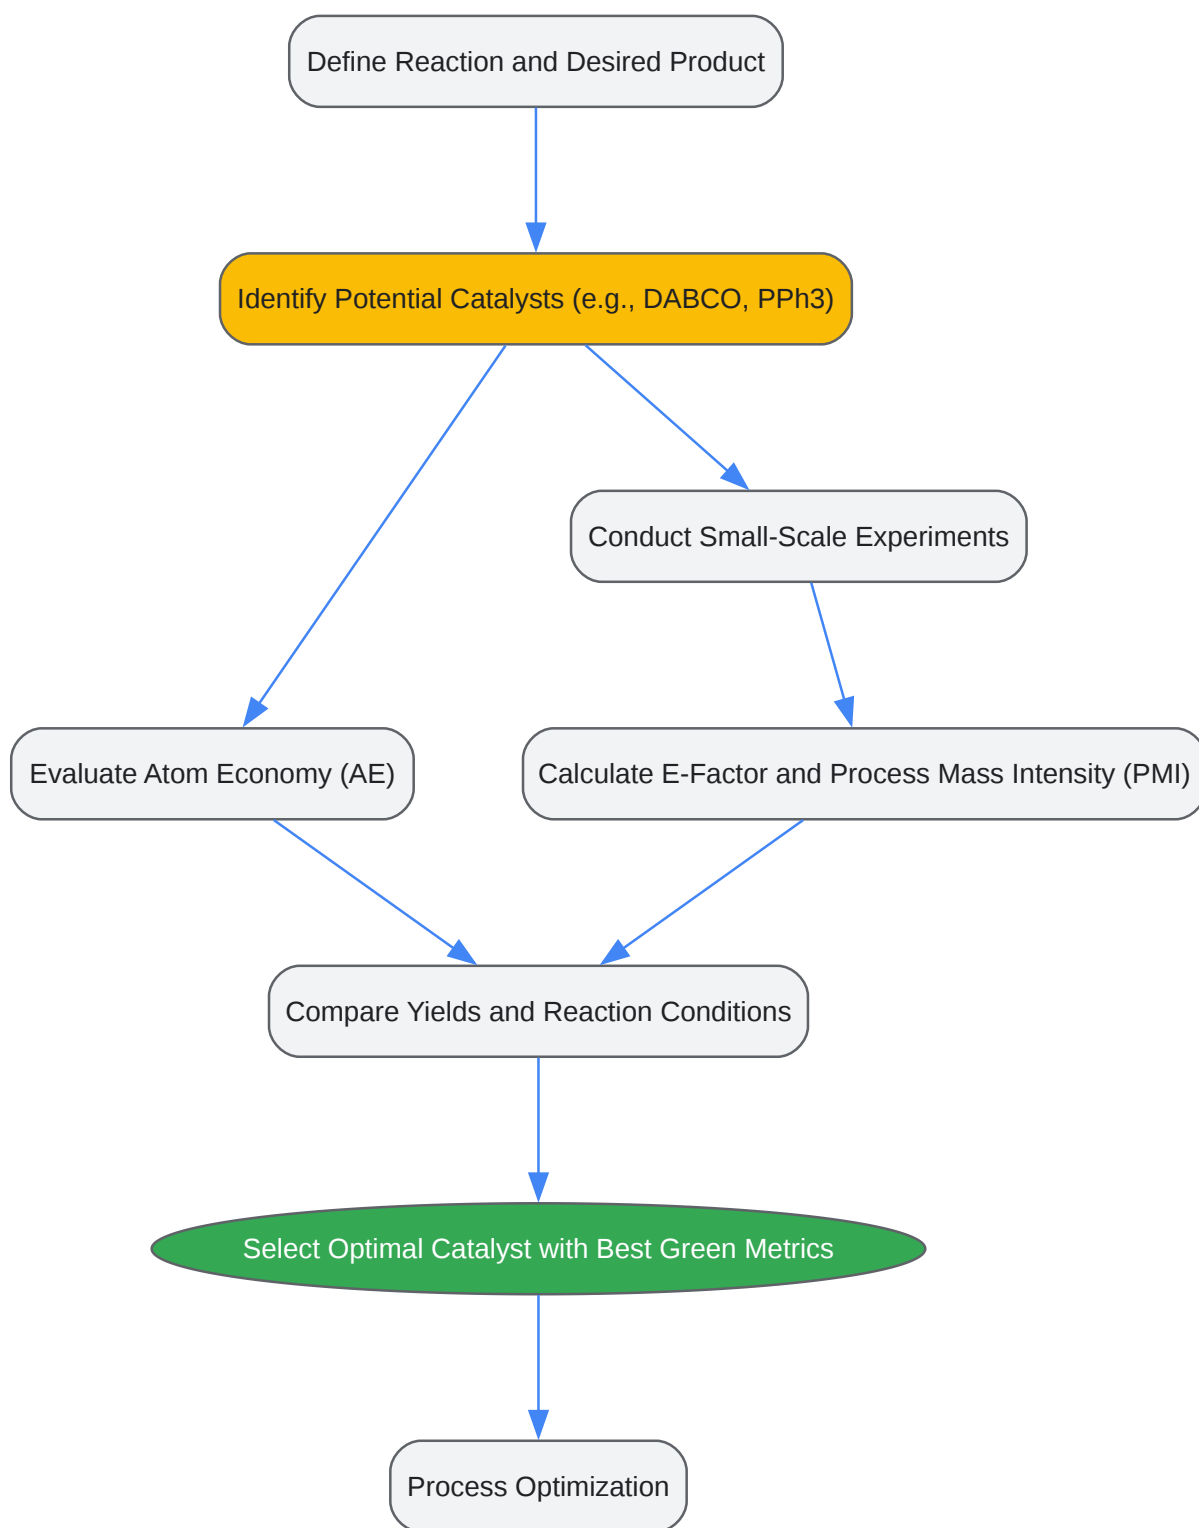 Define Reaction and Desired Product
Identify Potential Catalysts (e.g., DABCO, PPh3)
Conduct Small-Scale Experiments
Evaluate Atom Economy (AE)
Calculate E-Factor and Process Mass Intensity (PMI)
Compare Yields and Reaction Conditions
Select Optimal Catalyst with Best Green Metrics
Process Optimization